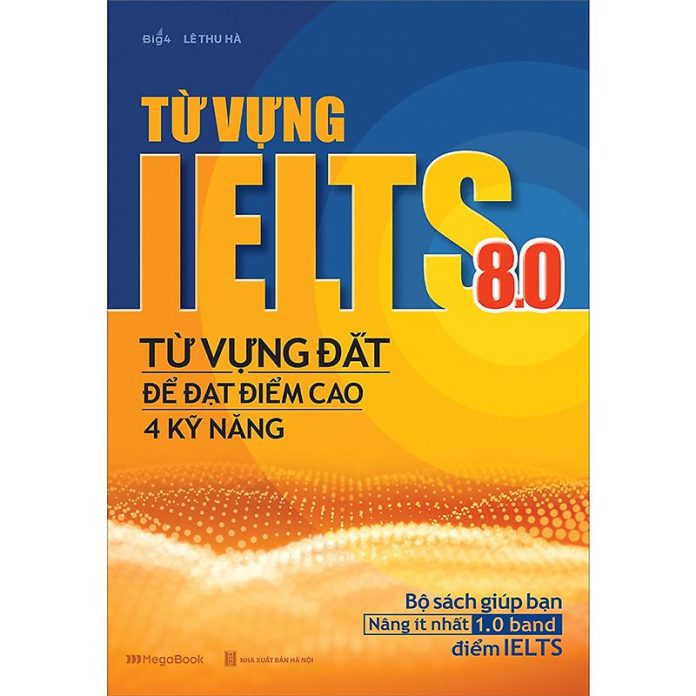 Big4 LÊ THU HÀ
TỪ VỰNG
IELTS 8.0
TỪ VỰNG ĐẮT
ĐỂ ĐẠT ĐIỂM CAO
4 KỸ NĂNG
Bộ sách giúp bạn
Nâng ít nhất 1.0 band
điểm IELTS
MegaBook NHÀ XUẤT BẢN HÀ NỘI